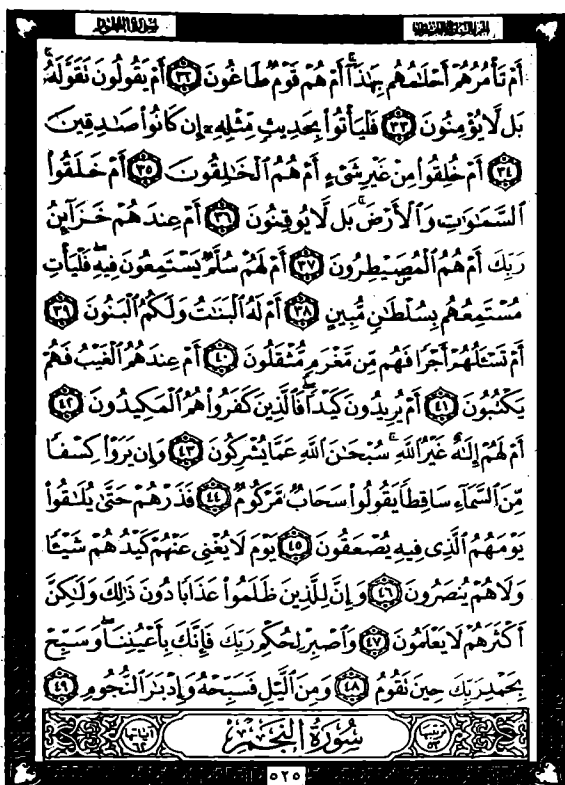 أَمْ تَأْمُرُهُمْ أَحْلَـٰمُهُم بِهَـٰذَآ ۚ أَمْ هُمْ قَوْمٌ طَاغُونَ ٣٢ أَمْ يَقُولُونَ تَقَوَّلَهُۥ ۚ
بَل لَّا يُؤْمِنُونَ ٣٣ فَلْيَأْتُوا۟ بِحَدِيثٍ مِّثْلِهِۦٓ إِن كَانُوا۟ صَـٰدِقِينَ
٣٤ أَمْ خُلِقُوا۟ مِنْ غَيْرِ شَىْءٍ أَمْ هُمُ ٱلْخَـٰلِقُونَ ٣٥ أَمْ خَلَقُوا۟
ٱلسَّمَـٰوَٰتِ وَٱلْأَرْضَ ۚ بَل لَّا يُوقِنُونَ ٣٦ أَمْ عِندَهُمْ خَزَآئِنُ
رَبِّكَ أَمْ هُمُ ٱلْمُصَۣيْطِرُونَ ٣٧ أَمْ لَهُمْ سُلَّمٌ يَسْتَمِعُونَ فِيهِ ۖ فَلْيَأْتِ
مُسْتَمِعُهُم بِسُلْطَـٰنٍ مُّبِينٍ ٣٨ أَمْ لَهُ ٱلْبَنَـٰتُ وَلَكُمُ ٱلْبَنُونَ ٣٩
أَمْ تَسْـَٔلُهُمْ أَجْرًا فَهُم مِّن مَّغْرَمٍ مُّثْقَلُونَ ٤٠ أَمْ عِندَهُمُ ٱلْغَيْبُ فَهُمْ
يَكْتُبُونَ ٤١ أَمْ يُرِيدُونَ كَيْدًا ۖ فَٱلَّذِينَ كَفَرُوا۟ هُمُ ٱلْمَكِيدُونَ ٤٢
أَمْ لَهُمْ إِلَـٰهٌ غَيْرُ ٱللَّهِ ۚ سُبْحَـٰنَ ٱللَّهِ عَمَّا يُشْرِكُونَ ٤٣ وَإِن يَرَوْا۟ كِسْفًا
مِّنَ ٱلسَّمَآءِ سَاقِطًا يَقُولُوا۟ سَحَابٌ مَّرْكُومٌ ٤٤ فَذَرْهُمْ حَتَّىٰ يُلَـٰقُوا۟
يَوْمَهُمُ ٱلَّذِى فِيهِ يُصْعَقُونَ ٤٥ يَوْمَ لَا يُغْنِى عَنْهُمْ كَيْدُهُمْ شَيْـًٔا
وَلَا هُمْ يُنصَرُونَ ٤٦ وَإِنَّ لِلَّذِينَ ظَلَمُوا۟ عَذَابًا دُونَ ذَٰلِكَ وَلَـٰكِنَّ
أَكْثَرَهُمْ لَا يَعْلَمُونَ ٤٧ وَٱصْبِرْ لِحُكْمِ رَبِّكَ فَإِنَّكَ بِأَعْيُنِنَا ۖ وَسَبِّحْ
بِحَمْدِ رَبِّكَ حِينَ تَقُومُ ٤٨ وَمِنَ ٱلَّيْلِ فَسَبِّحْهُ وَإِدْبَـٰرَ ٱلنُّجُومِ ٤٩
سُورَةُ النَّجْمِ
٥٢٥